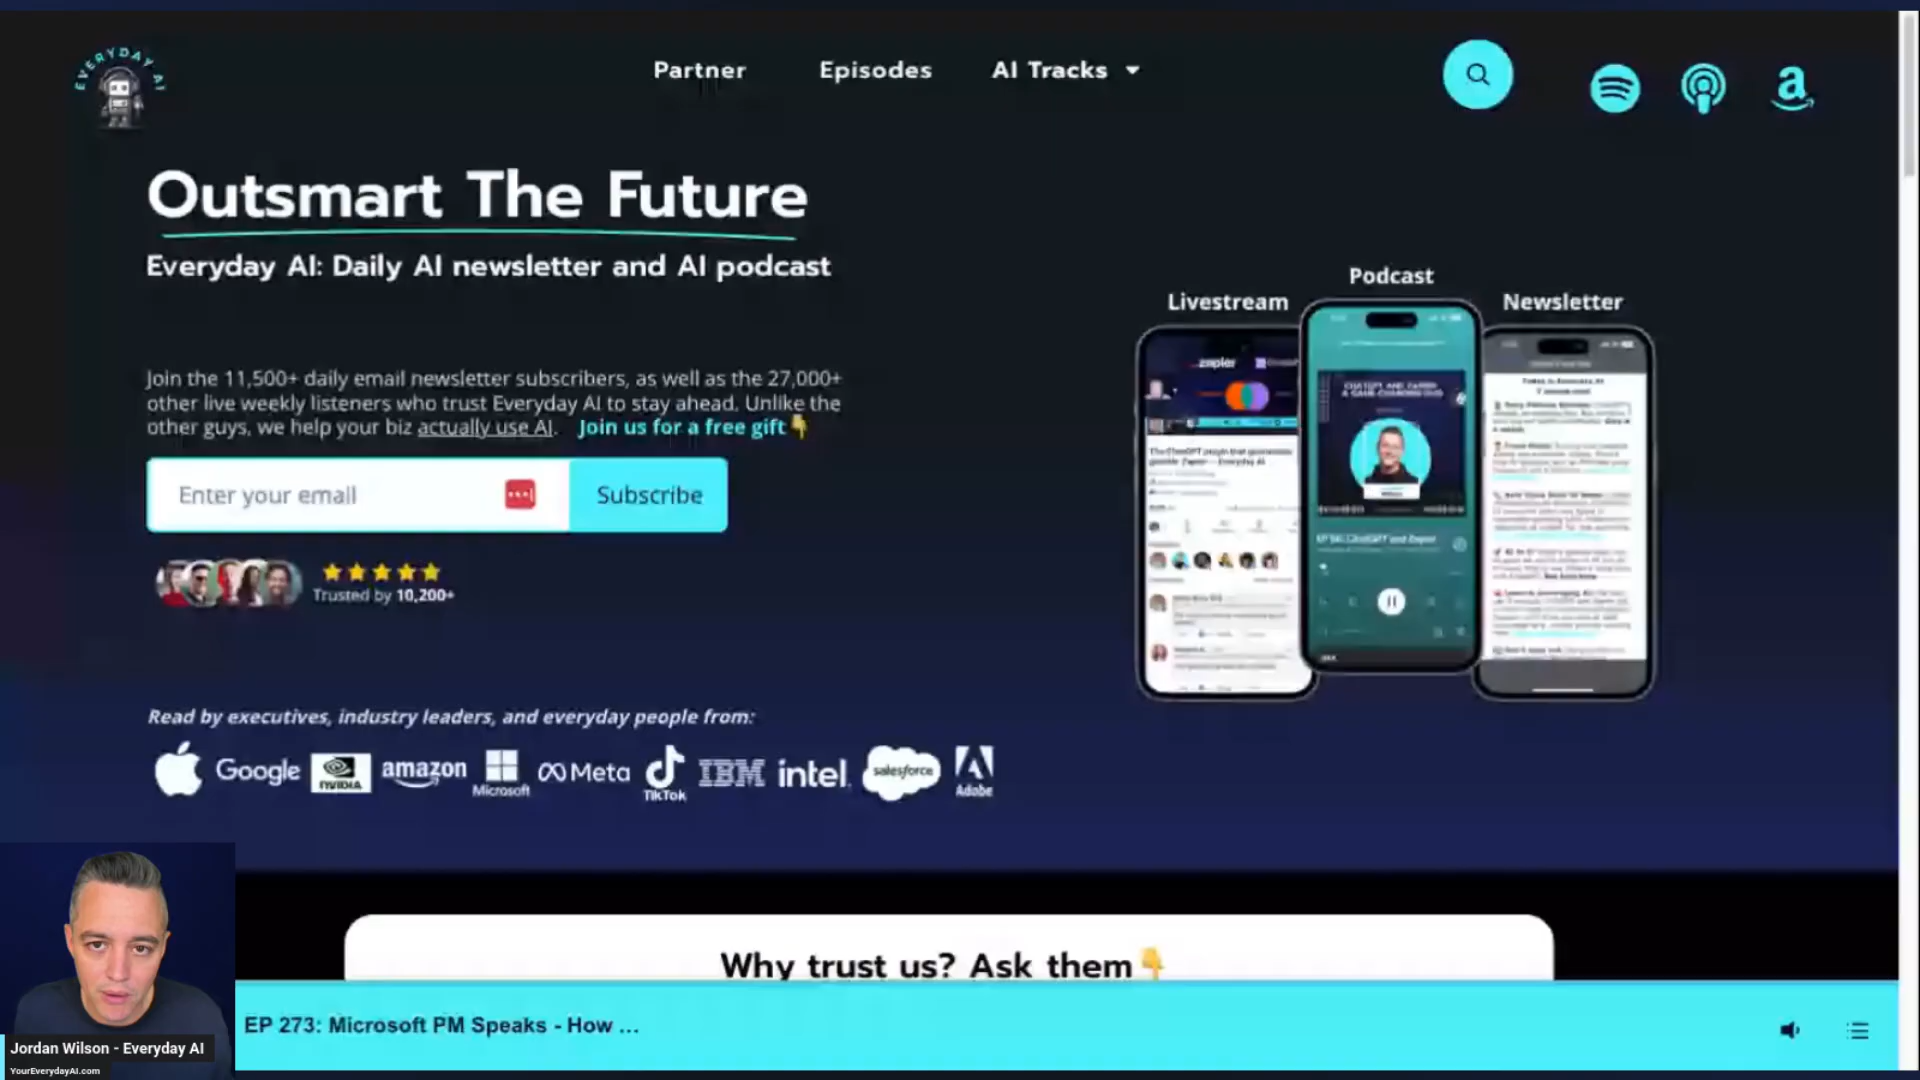 EVERYDAY AI
Partner
Episodes
AI Tracks
Outsmart The Future
Everyday AI: Daily AI newsletter and AI podcast
Join the 11,500+ daily email newsletter subscribers, as well as the 27,000+
other live weekly listeners who trust Everyday AI to stay ahead. Unlike the
other guys, we help your biz actually use AI. Join us for a free gift👇
Enter your email
Subscribe
Trusted by 10,200+
Livestream
Podcast
Newsletter
zapier
Read by executives, industry leaders, and everyday people from:
Google
NVIDIA
amazon
Microsoft
Meta
TikTok
IBM
intel.
salesforce
Adobe
Why trust us? Ask them👇
EP 273: Microsoft PM Speaks - How ...
Jordan Wilson - Everyday AI
YourEverydayAI.com